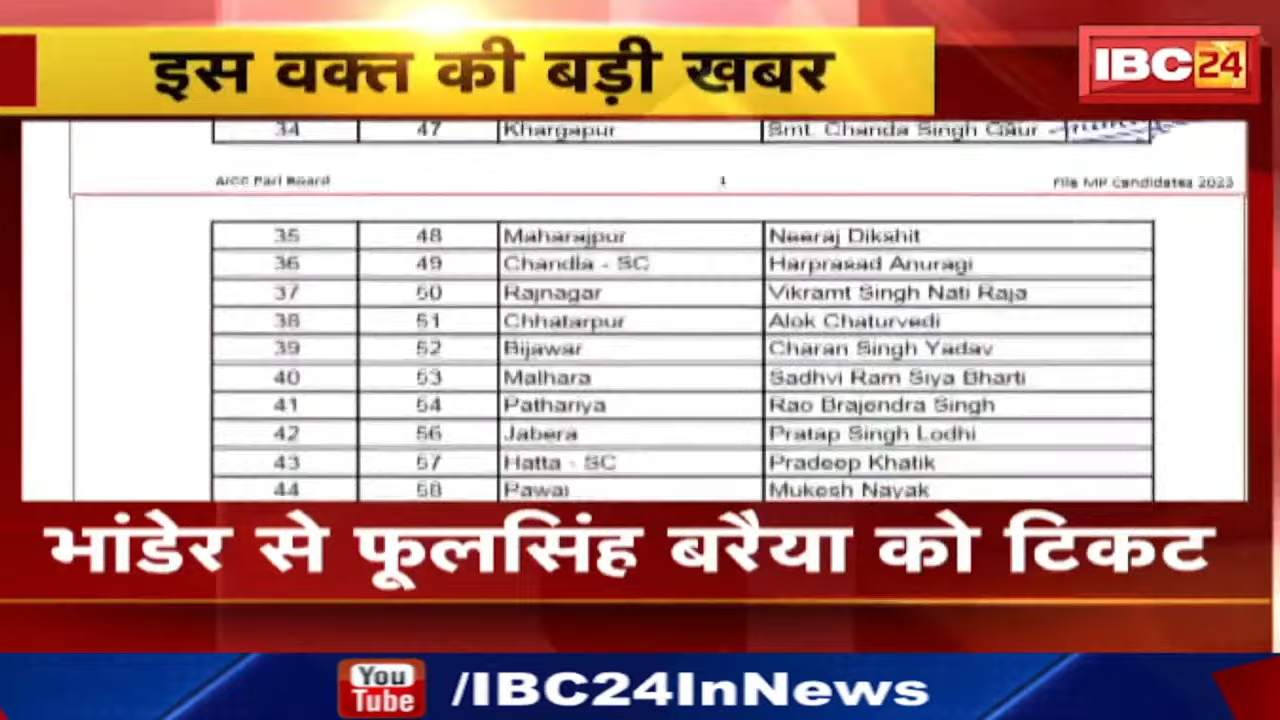 इस वक्त की बड़ी खबर
IBC24
34 47 Khargapur Smt. Chanda Singh Gaur
AICC Parl Board 1 File MP Candidates 2023
35 48 Maharajpur Neeraj Dikshit
36 49 Chandla - SC Harprasad Anuragi
37 50 Rajnagar Vikramt Singh Nati Raja
38 51 Chhatarpur Alok Chaturvedi
39 52 Bijawar Charan Singh Yadav
40 53 Malhara Sadhvi Ram Siya Bharti
41 54 Pathariya Rao Brajendra Singh
42 56 Jabera Pratap Singh Lodhi
43 57 Hatta - SC Pradeep Khatik
44 58 Pawai Mukesh Nayak
भांडेर से फूलसिंह बरैया को टिकट
You Tube /IBC24InNews